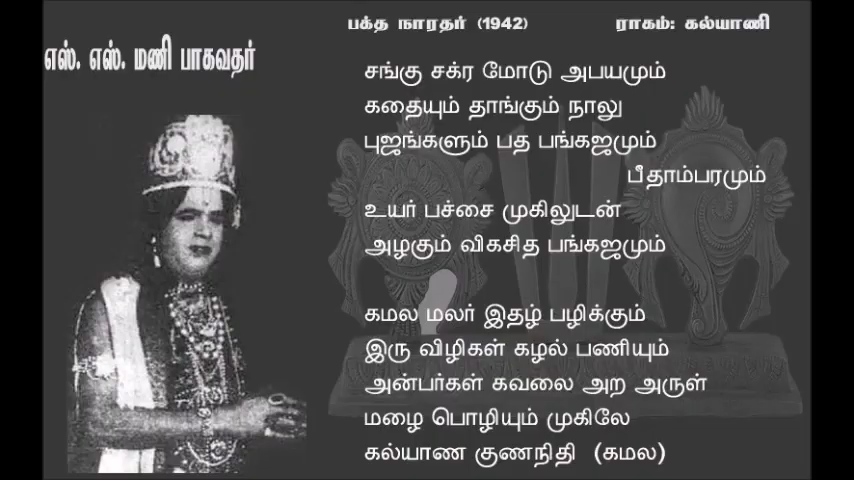 பக்த நாரதர் (1942) ராகம்: கல்யாணி
எஸ். எஸ். மணி பாகவதர்
சங்கு சக்ர மோடு அபயமும்
கதையும் தாங்கும் நாலு
புஜங்களும் பத பங்கஜமும்
பீதாம்பரமும்
உயர் பச்சை முகிலுடன்
அழகும் விகசித பங்கஜமும்
கமல மலர் இதழ் பழிக்கும்
இரு விழிகள் கழல் பணியும்
அன்பர்கள் கவலை அற அருள்
மழை பொழியும் முகிலே
கல்யாண குணநிதி (கமல)